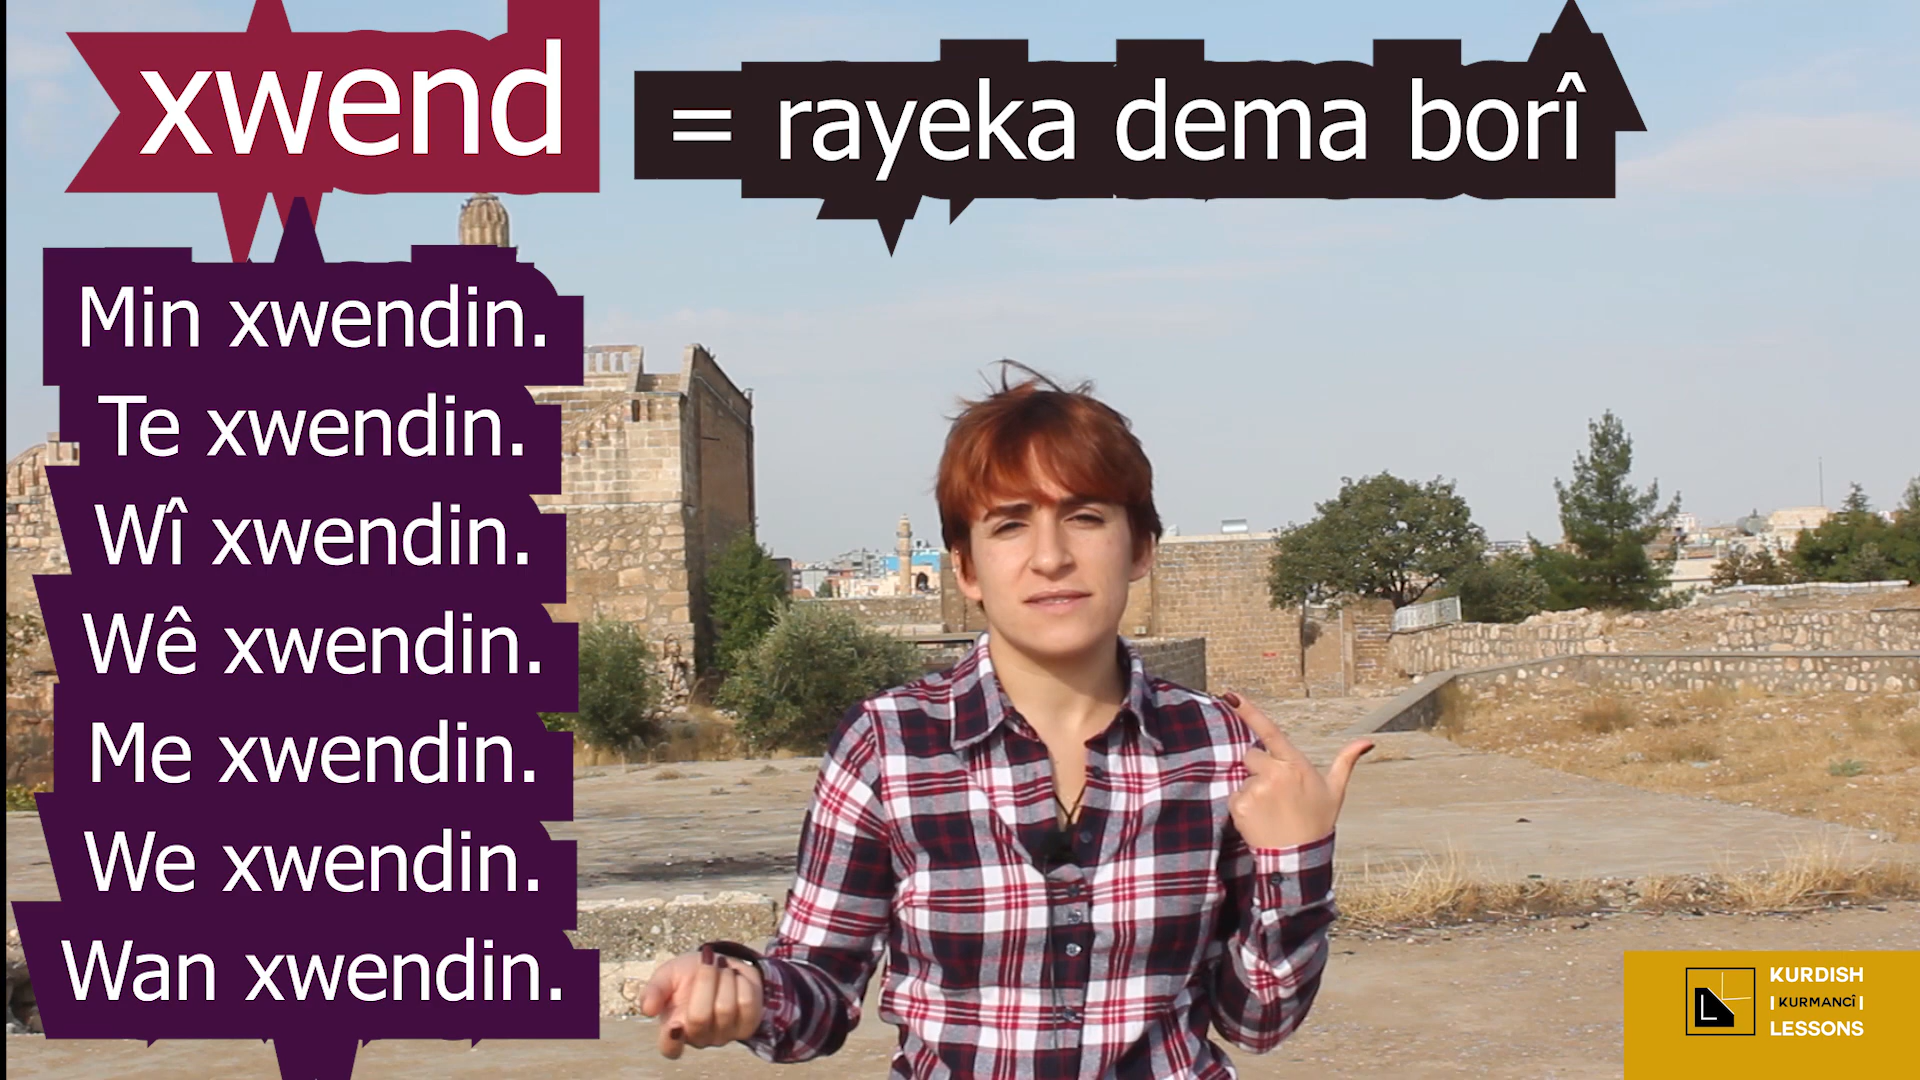 xwend
= rayeka dema borî
Min xwendin.
Te xwendin.
Wî xwendin.
Wê xwendin.
Me xwendin.
We xwendin.
Wan xwendin.
KURDISH
| KURMANCÎ |
LESSONS